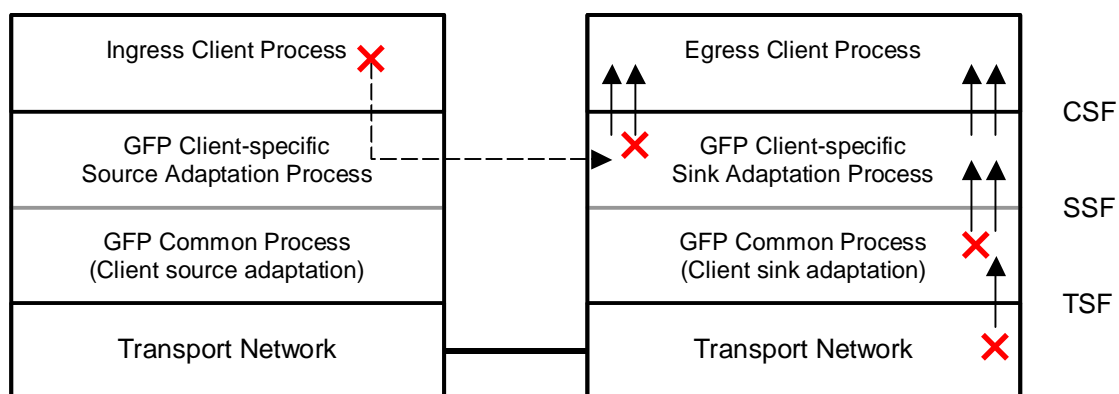 Ingress Client Process
Egress Client Process
CSF
GFP Client-specific
Source Adaptation Process
GFP Client-specific
Sink Adaptation Process
SSF
GFP Common Process
(Client source adaptation)
GFP Common Process
(Client sink adaptation)
TSF
Transport Network
Transport Network